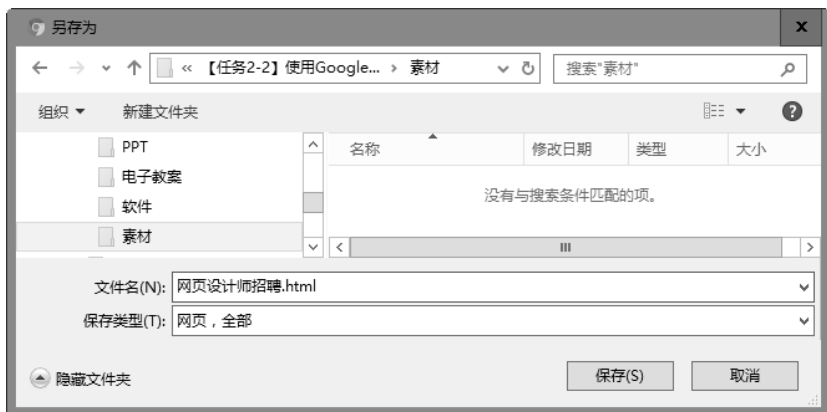 另存为
« 【任务2-2】使用Google... › 素材
搜索"素材"
组织 新建文件夹
PPT
电子教案
软件
素材
名称 修改日期 类型 大小
没有与搜索条件匹配的项。
文件名(N): 网页设计师招聘.html
保存类型(T): 网页，全部
隐藏文件夹 保存(S) 取消